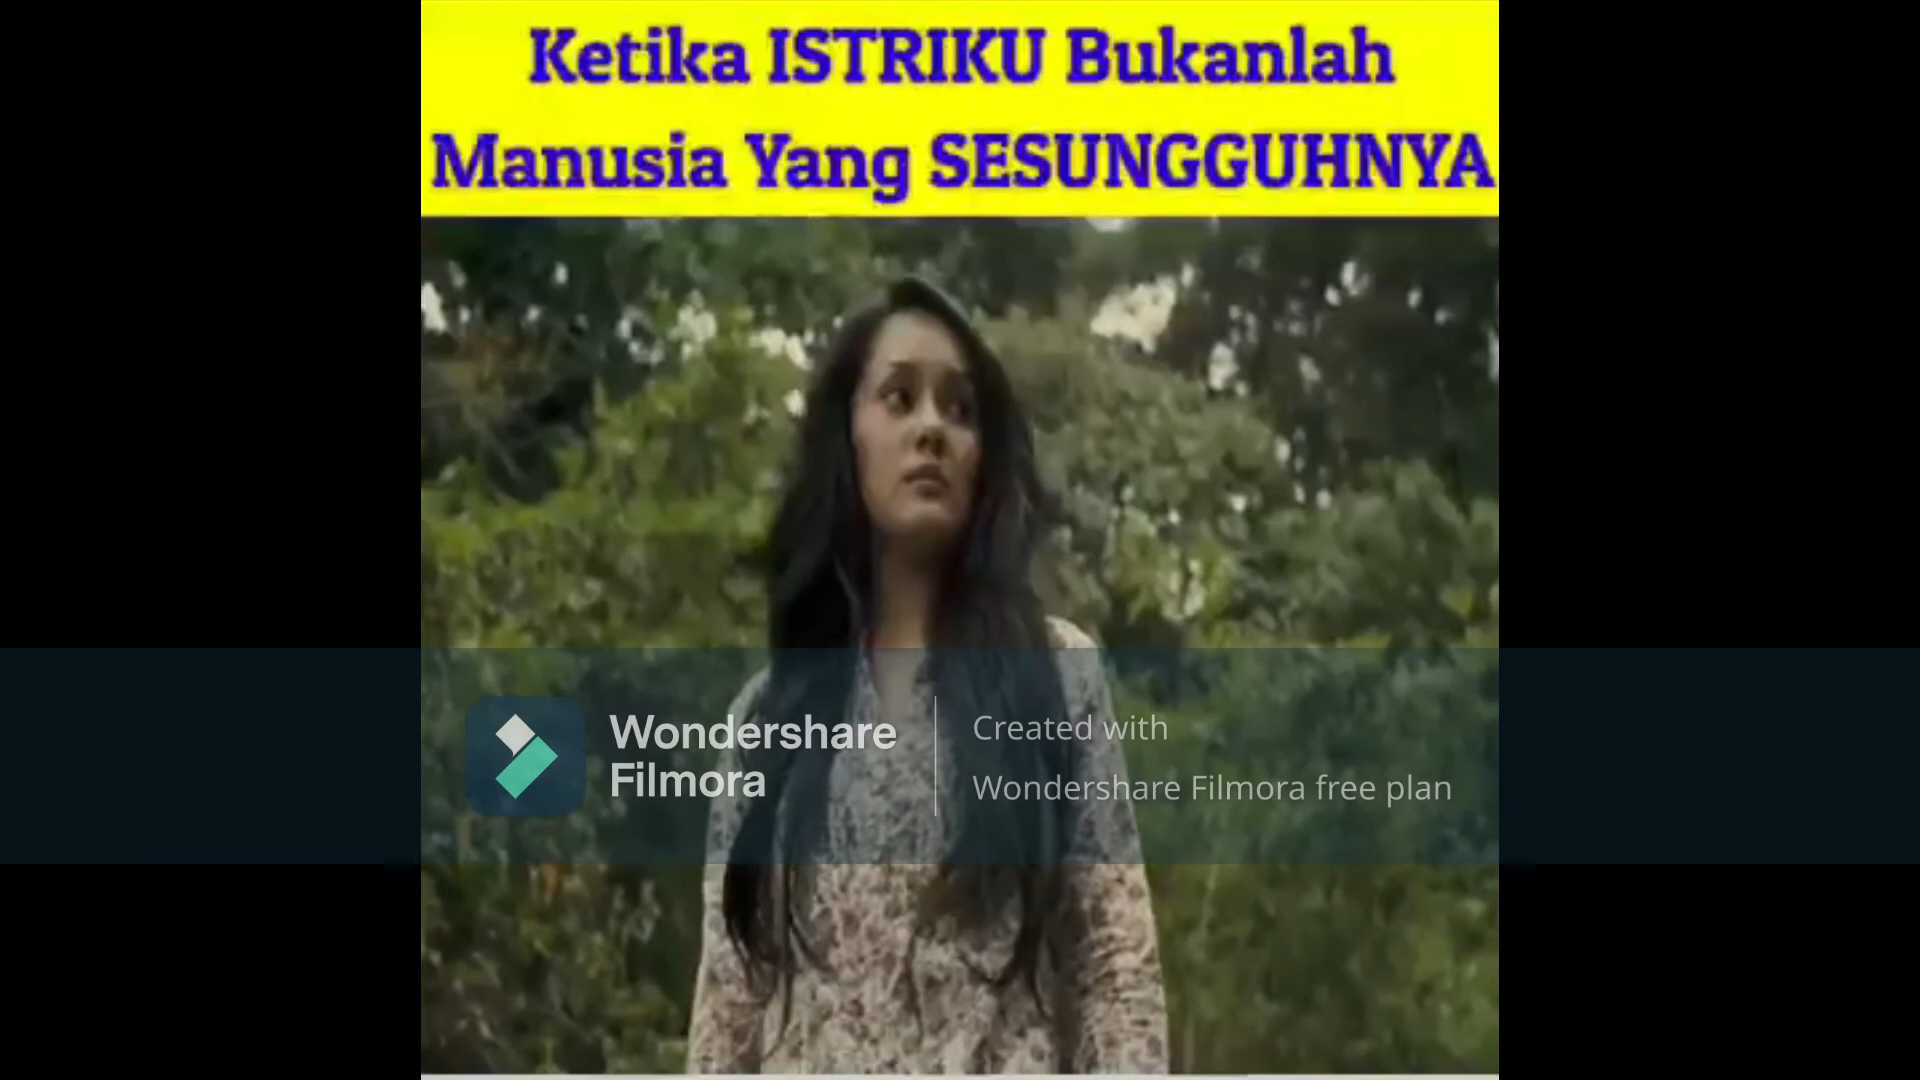 Ketika ISTRIKU Bukanlah
Manusia Yang SESUNGGUHNYA
Wondershare
Filmora
Created with
Wondershare Filmora free plan